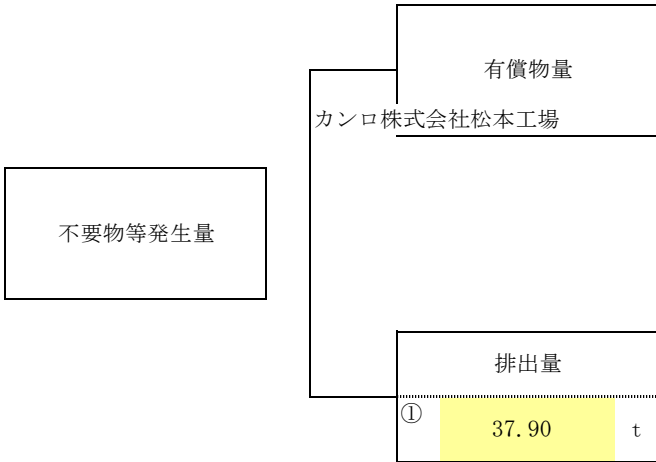 有償物量
カンロ株式会社松本工場
不要物等発生量
排出量
① 37.90 t